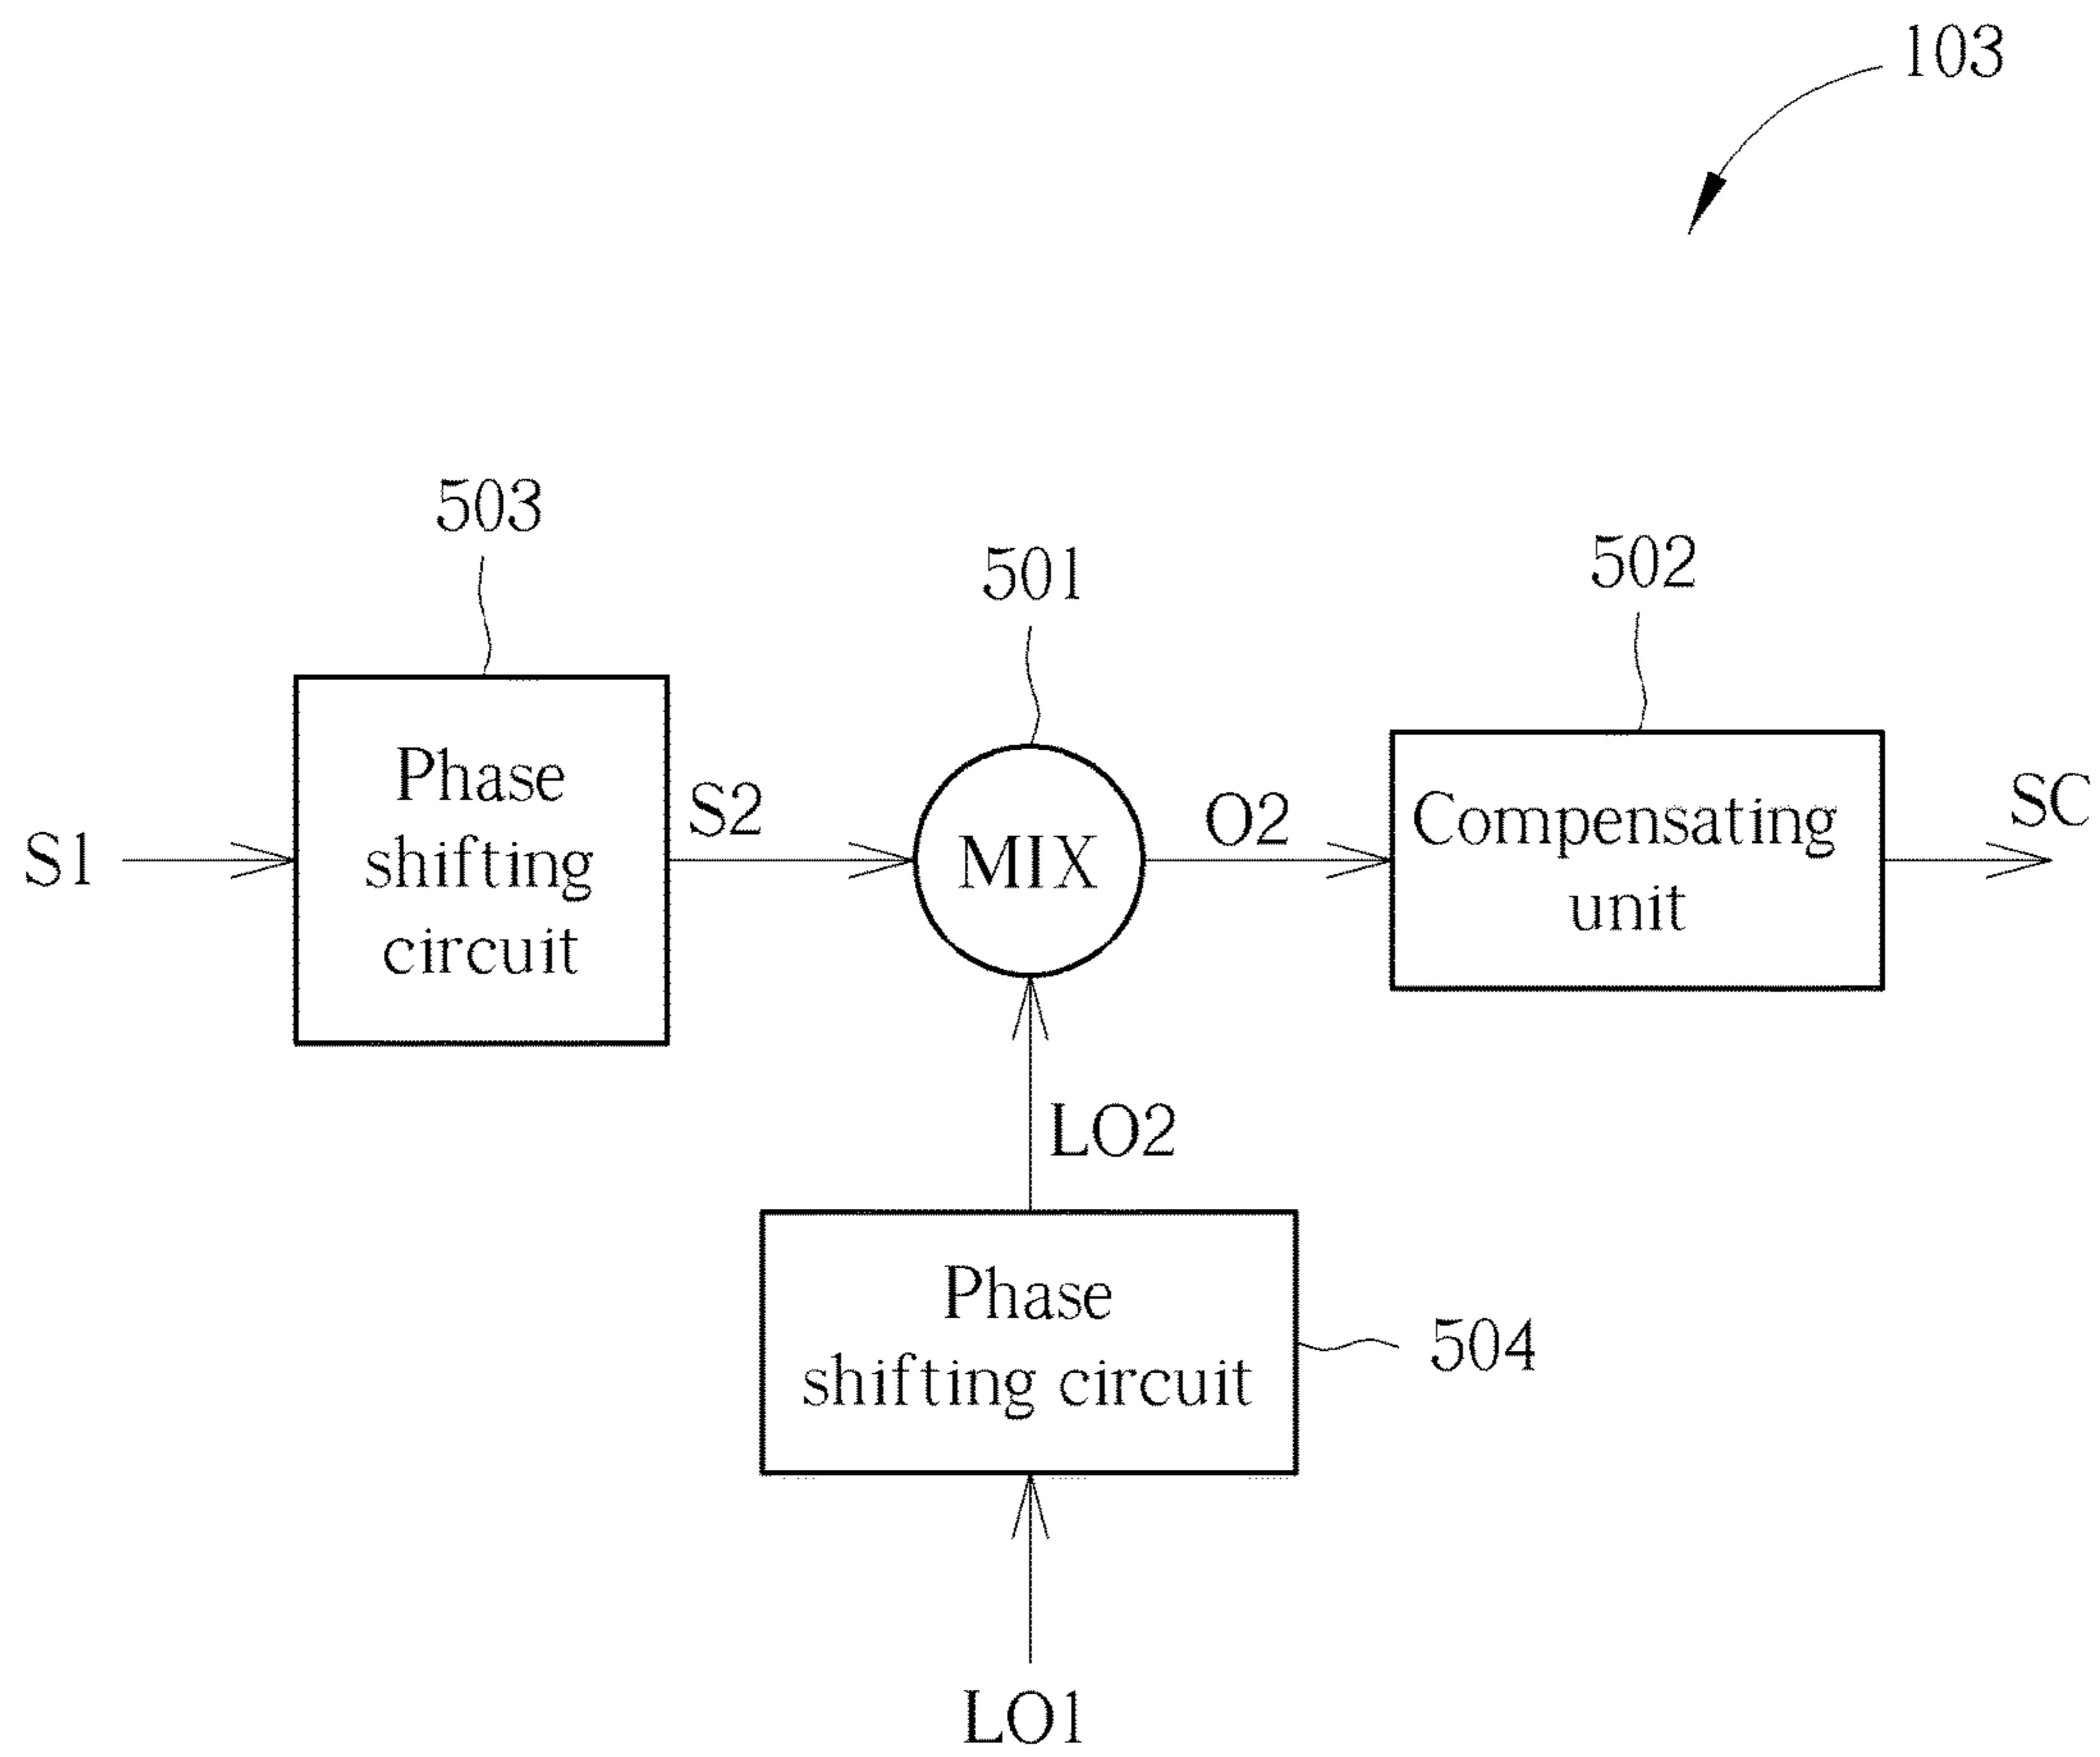 103
503
501
502
Phase
shifting
circuit
S1
S2
MIX
O2
Compensating
unit
SC
LO2
Phase
shifting circuit
504
LO1